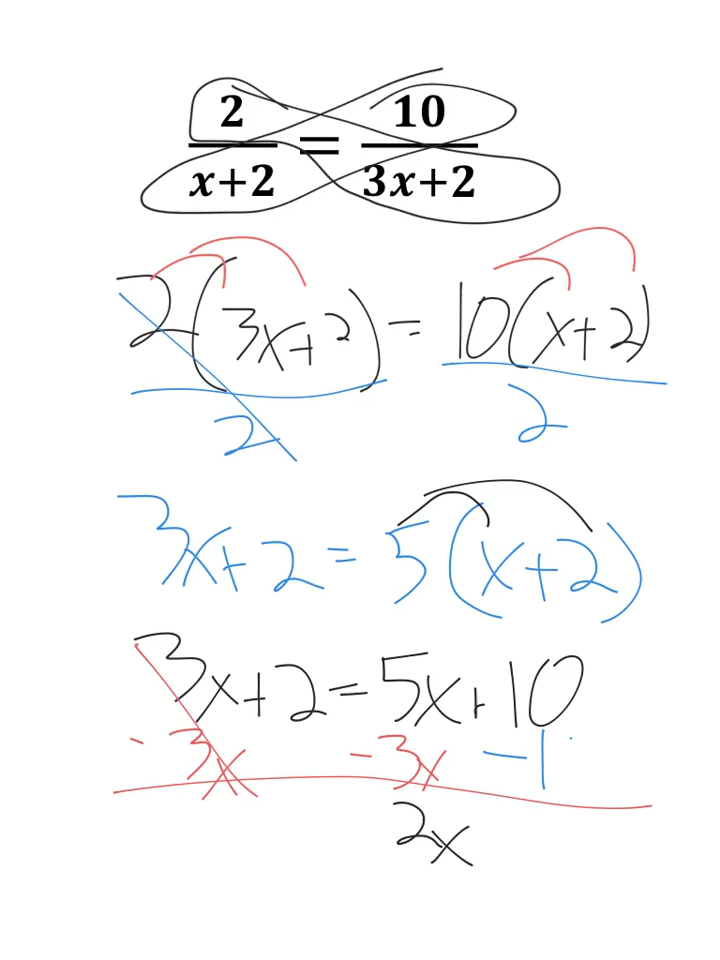 2 / x+2 = 10 / 3x+2
2(3x+2) = 10(x+2)
2 2
3x+2 = 5(x+2)
3x+2 = 5x+10
- 3x - 3x - 1
2x